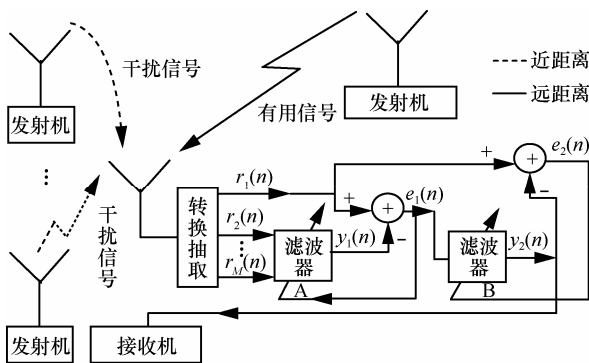 干扰信号
发射机
有用信号
发射机
近距离
远距离
干扰信号
发射机
转换抽取
r₁(n)
r₂(n)
r_M(n)
滤波器
A
y₁(n)
+
+
−
e₁(n)
滤波器
B
y₂(n)
+
+
−
e₂(n)
接收机